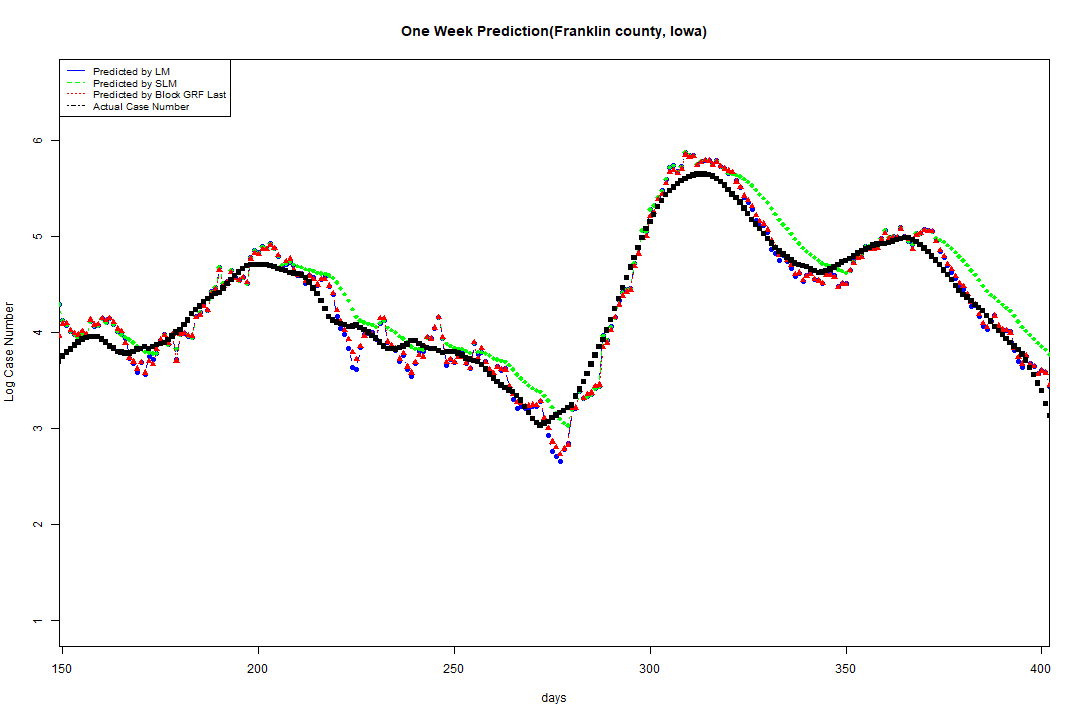 One Week Prediction(Franklin county, Iowa)
Predicted by LM
Predicted by SLM
Predicted by Block GRF Last
Actual Case Number
6
5
4
3
2
1
Log Case Number
150 200 250 300 350 400
days